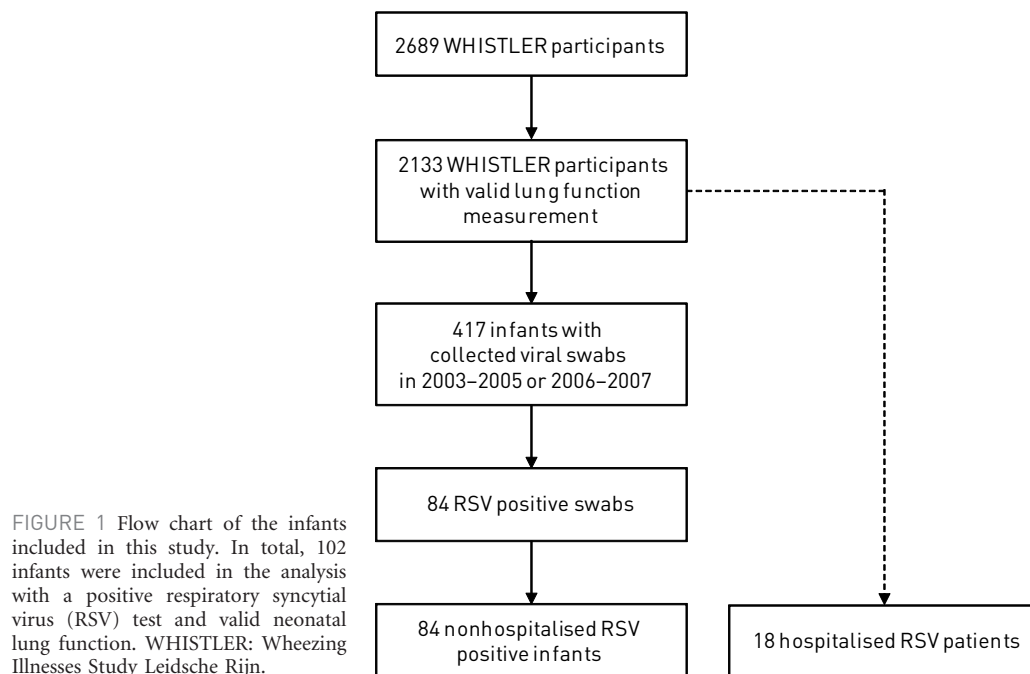 2689 WHISTLER participants
2133 WHISTLER participants
with valid lung function
measurement
417 infants with
collected viral swabs
in 2003–2005 or 2006–2007
84 RSV positive swabs
84 nonhospitalised RSV
positive infants
18 hospitalised RSV patients
FIGURE 1 Flow chart of the infants
included in this study. In total, 102
infants were included in the analysis
with a positive respiratory syncytial
virus (RSV) test and valid neonatal
lung function. WHISTLER: Wheezing
Illnesses Study Leidsche Rijn.